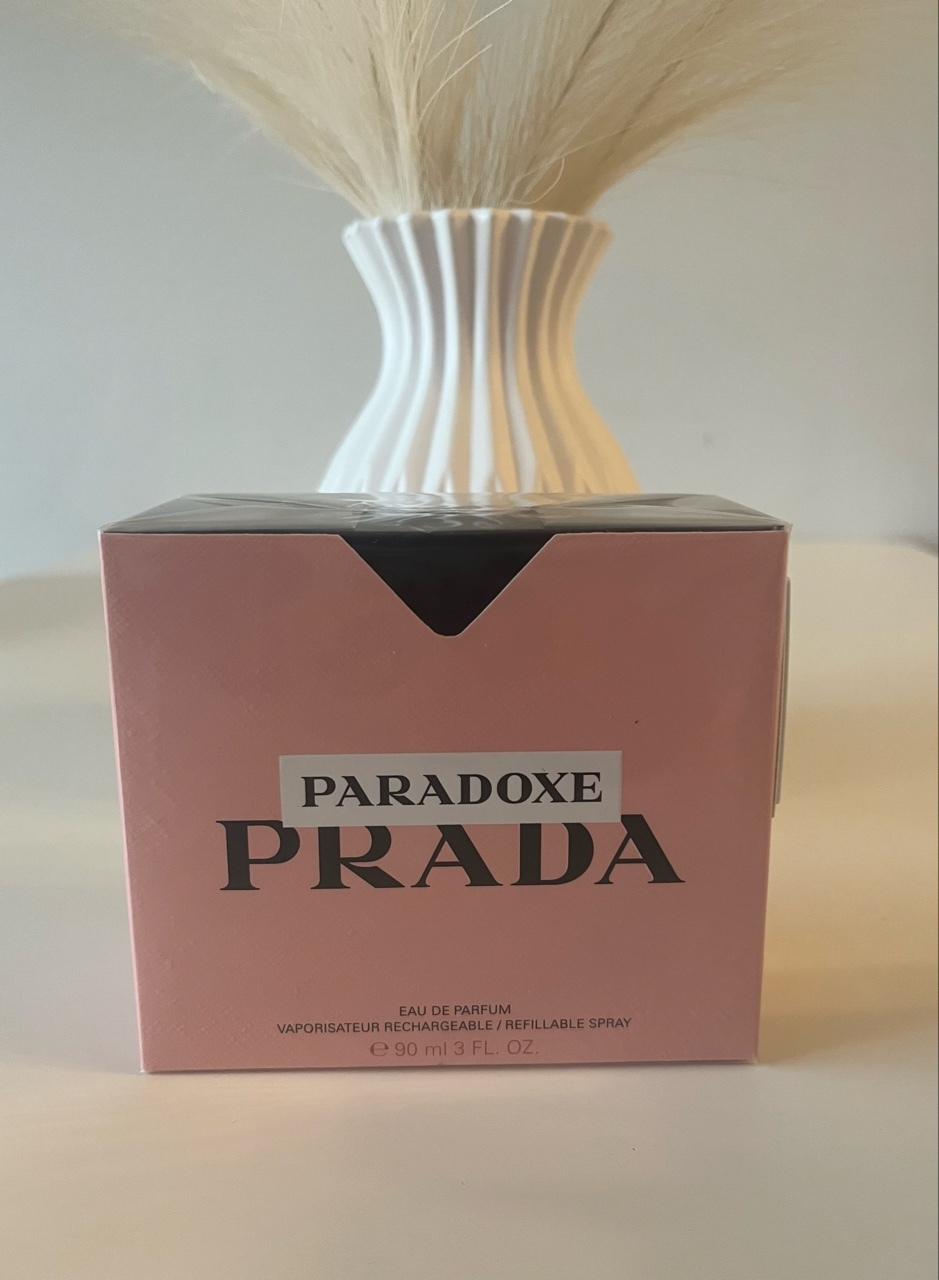 PARADOXE
PRADA
EAU DE PARFUM
VAPORISATEUR RECHARGEABLE / REFILLABLE SPRAY
℮ 90 ml 3 FL. OZ.